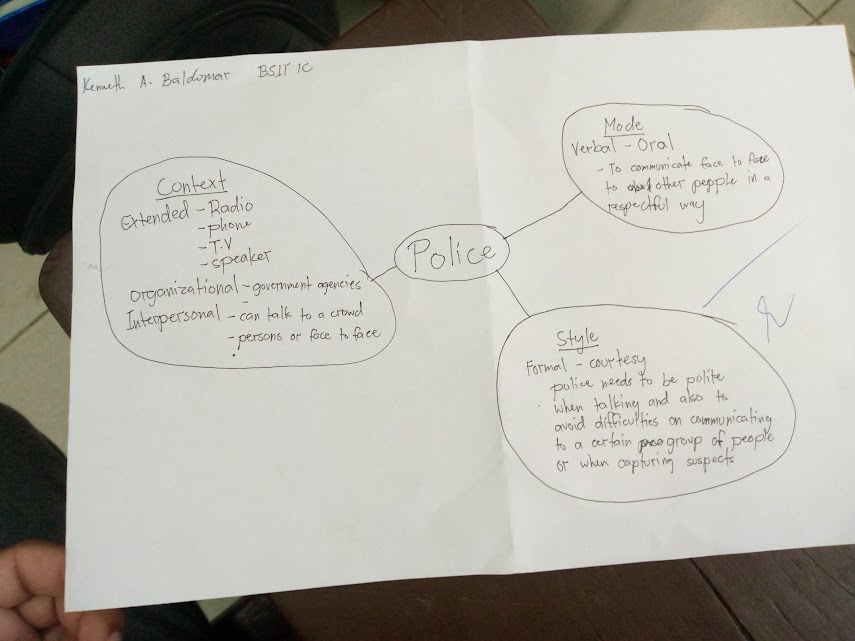 Kenneth A. Baldomar BSIT 1C
Context
Extended - Radio
- phone
- T.V
- speaker
Organizational - government agencies
Interpersonal - can talk to a crowd
- persons or face to face
Police
Mode
Verbal - Oral
- To communicate face to face
to other people in a
respectful way
Style
Formal - courtesy
police needs to be polite
when talking and also to
avoid difficulties on communicating
to a certain group of people
or when capturing suspects